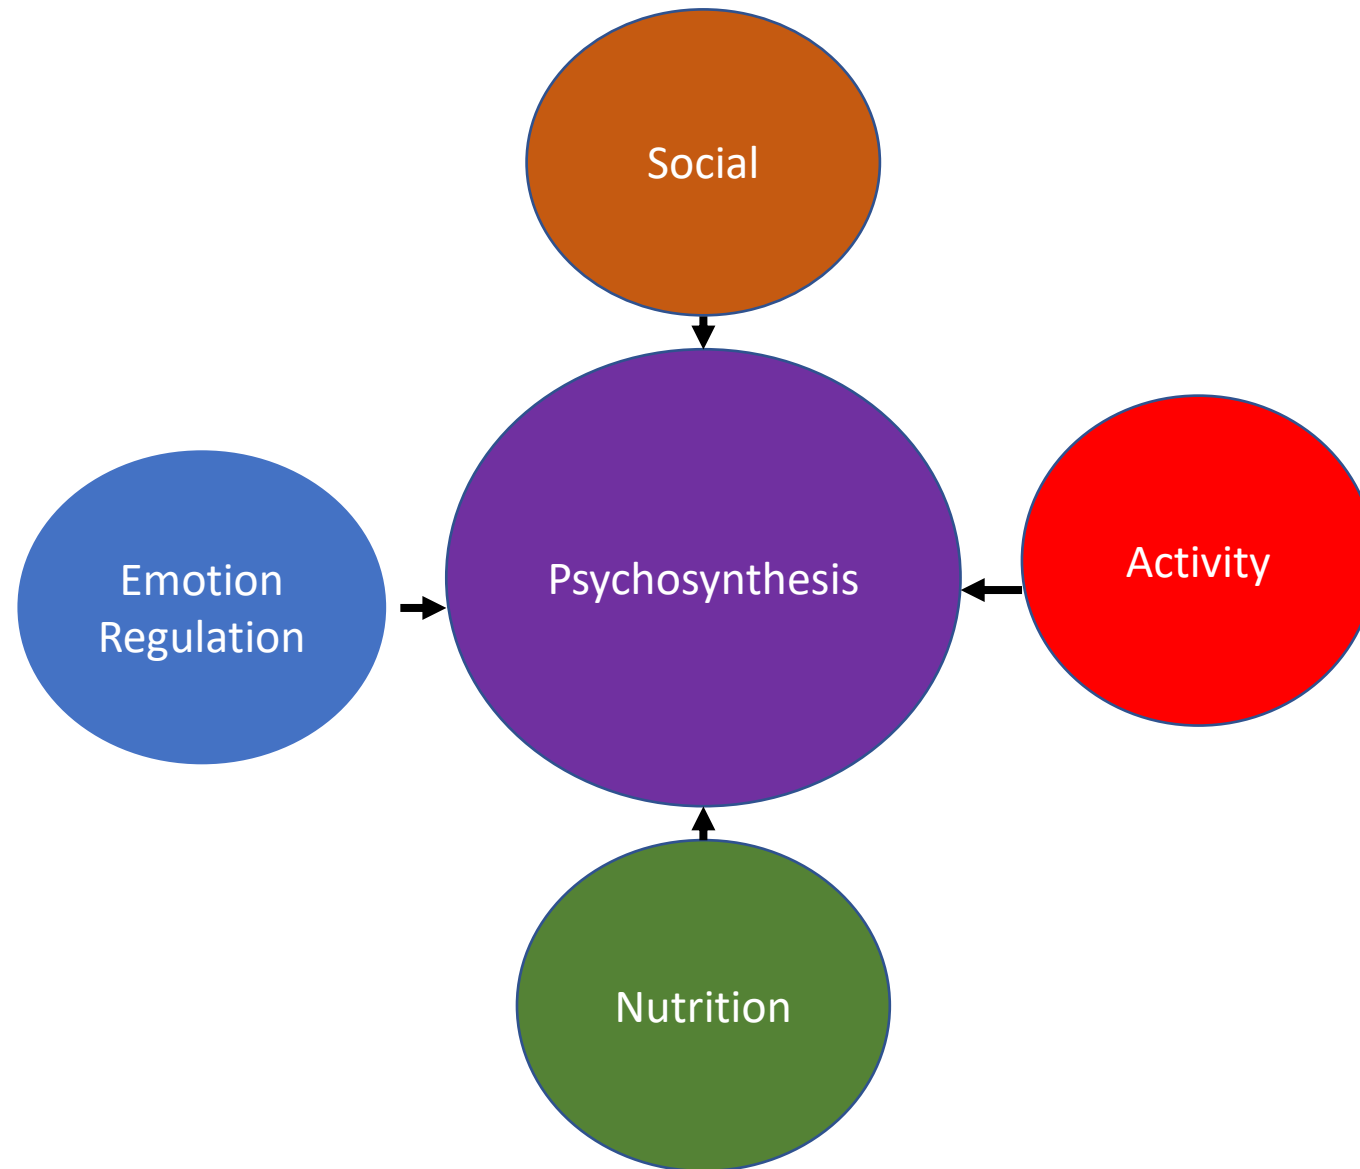 Social
Emotion
Regulation
Psychosynthesis
Activity
Nutrition